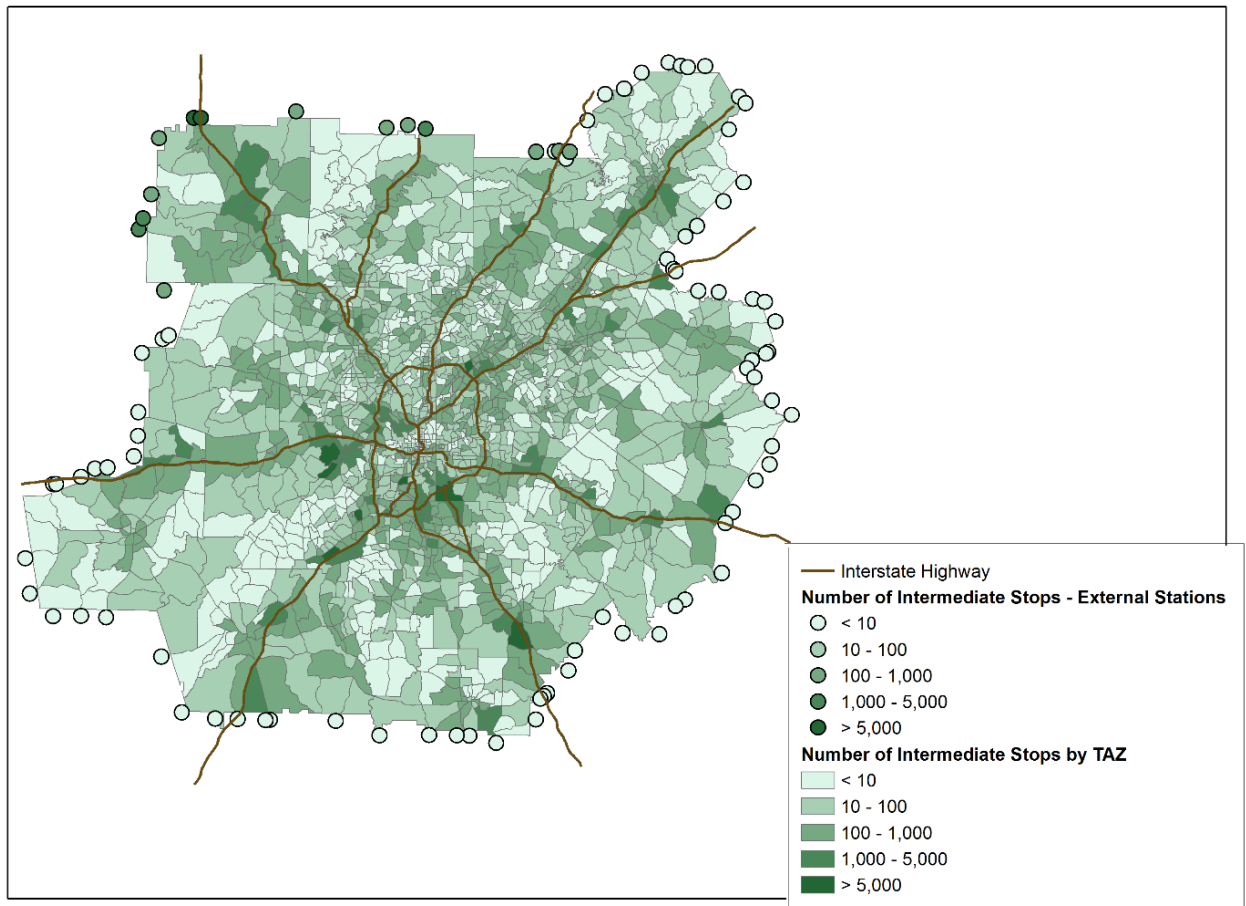 Interstate Highway
Number of Intermediate Stops - External Stations
< 10
10 - 100
100 - 1,000
1,000 - 5,000
> 5,000
Number of Intermediate Stops by TAZ
< 10
10 - 100
100 - 1,000
1,000 - 5,000
> 5,000